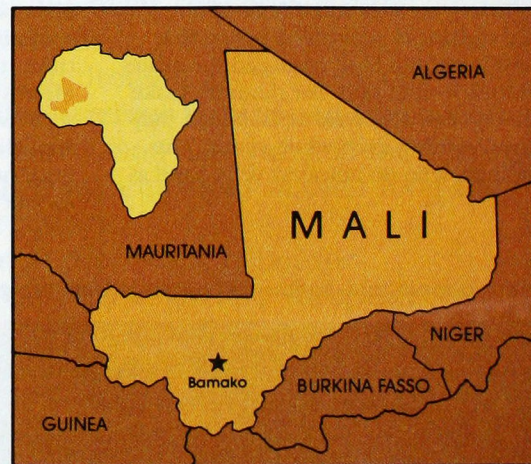 ALGERIA
MALI
MAURITANIA
NIGER
Bamako
BURKINA FASSO
GUINEA